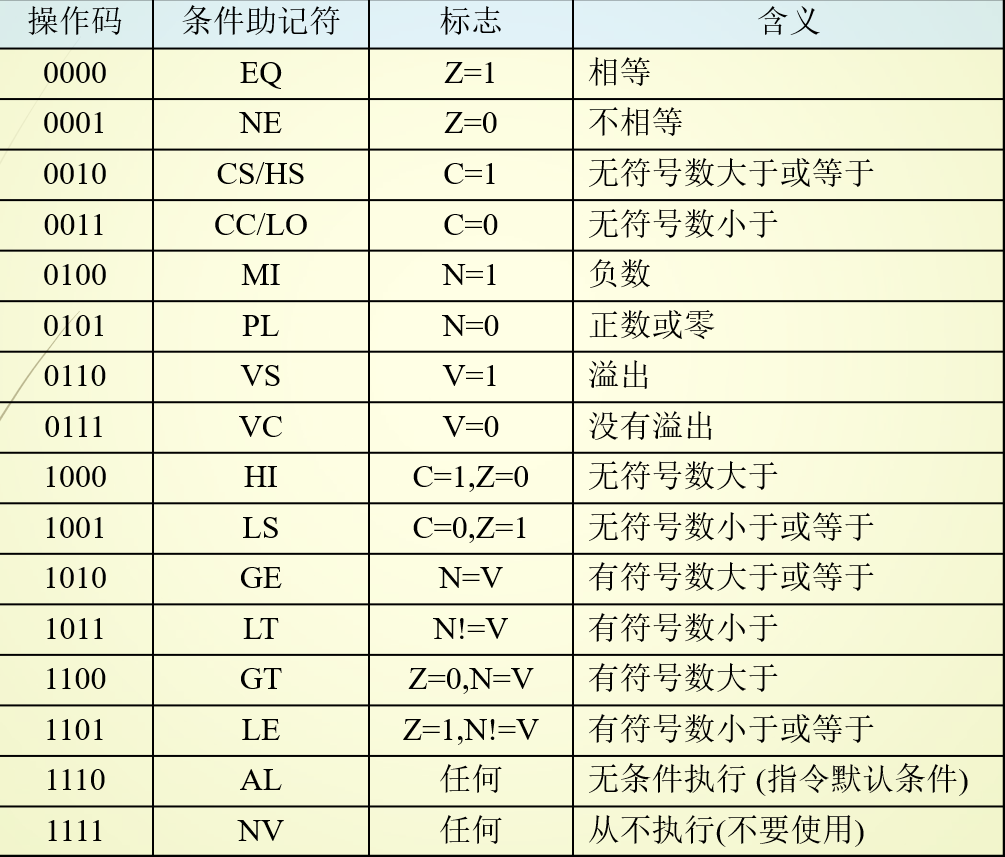 操作码 条件助记符 标志 含义
0000 EQ Z=1 相等
0001 NE Z=0 不相等
0010 CS/HS C=1 无符号数大于或等于
0011 CC/LO C=0 无符号数小于
0100 MI N=1 负数
0101 PL N=0 正数或零
0110 VS V=1 溢出
0111 VC V=0 没有溢出
1000 HI C=1,Z=0 无符号数大于
1001 LS C=0,Z=1 无符号数小于或等于
1010 GE N=V 有符号数大于或等于
1011 LT N!=V 有符号数小于
1100 GT Z=0,N=V 有符号数大于
1101 LE Z=1,N!=V 有符号数小于或等于
1110 AL 任何 无条件执行 (指令默认条件)
1111 NV 任何 从不执行(不要使用)